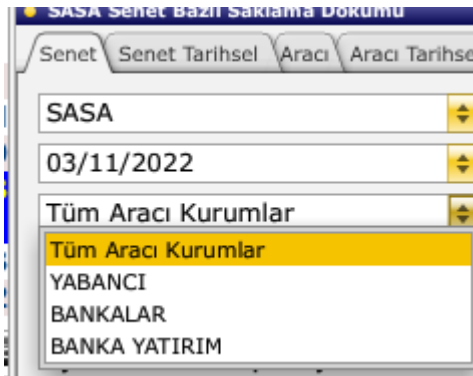 SASA Senet Bazlı Saklama Dökümü
Senet Senet Tarihsel Aracı Aracı Tarihse
SASA
03/11/2022
Tüm Aracı Kurumlar
Tüm Aracı Kurumlar
YABANCI
BANKALAR
BANKA YATIRIM